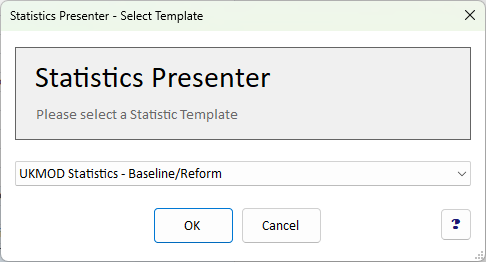 Statistics Presenter - Select Template
Statistics Presenter
Please select a Statistic Template
UKMOD Statistics - Baseline/Reform
OK
Cancel
?